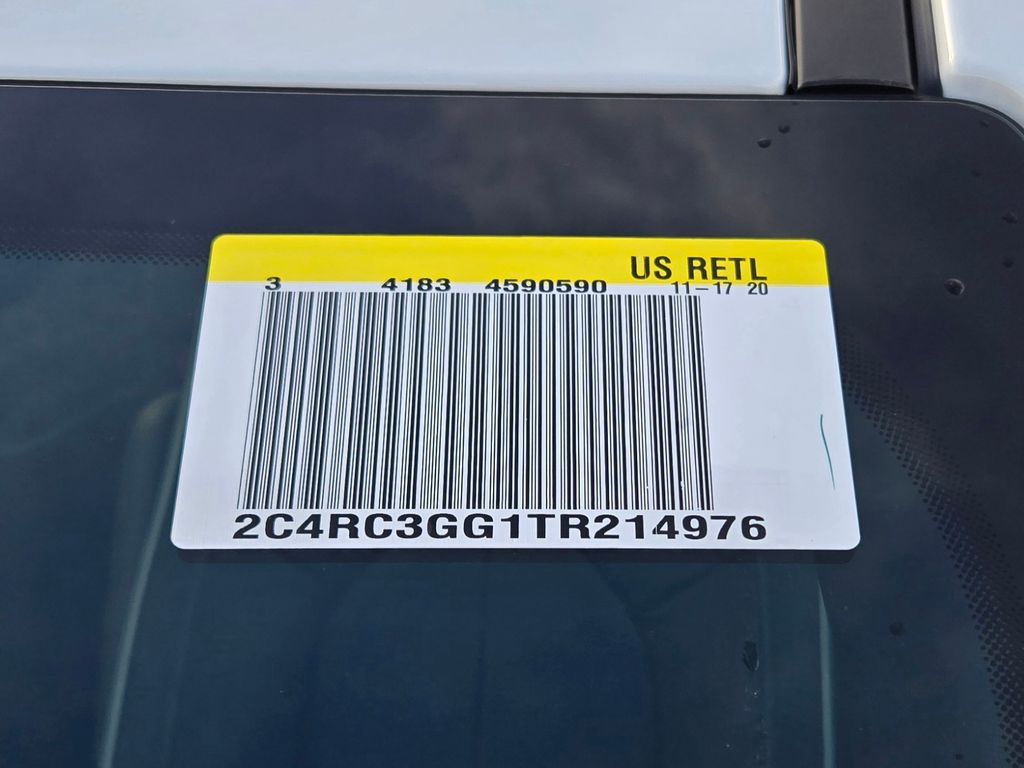 US RETL
3 4183 4590590 11-17 20
2C4RC3GG1TR214976